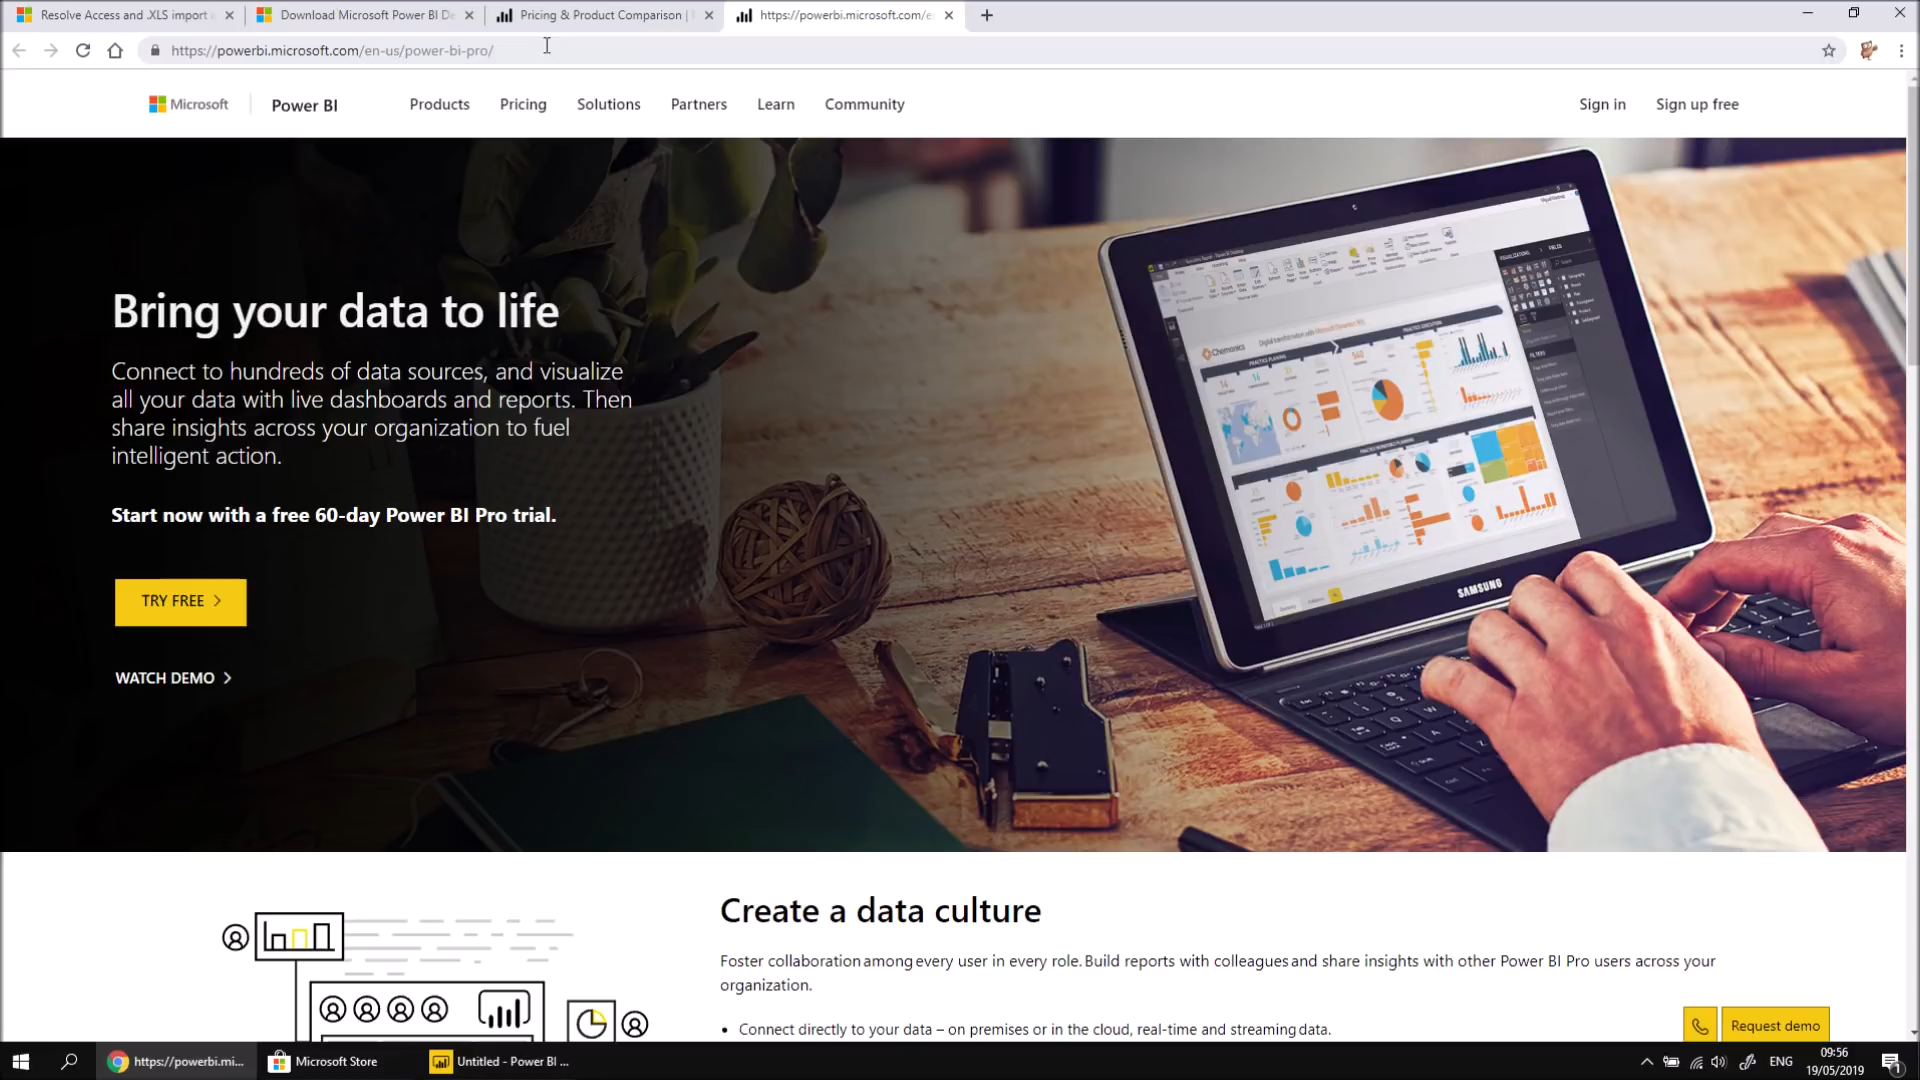 Resolve Access and .XLS import i
Download Microsoft Power BI De
Pricing & Product Comparison |
https://powerbi.microsoft.com/e
https://powerbi.microsoft.com/en-us/power-bi-pro/
Microsoft
Power BI
Products
Pricing
Solutions
Partners
Learn
Community
Sign in
Sign up free
Bring your data to life
Connect to hundreds of data sources, and visualize
all your data with live dashboards and reports. Then
share insights across your organization to fuel
intelligent action.
Start now with a free 60-day Power BI Pro trial.
TRY FREE
WATCH DEMO
Chemonics
SAMSUNG
Create a data culture
Foster collaboration among every user in every role. Build reports with colleagues and share insights with other Power BI Pro users across your
organization.
• Connect directly to your data – on premises or in the cloud, real-time and streaming data.
Request demo
https://powerbi.mi...
Microsoft Store
Untitled - Power BI ...
ENG
09:56
19/05/2019
1